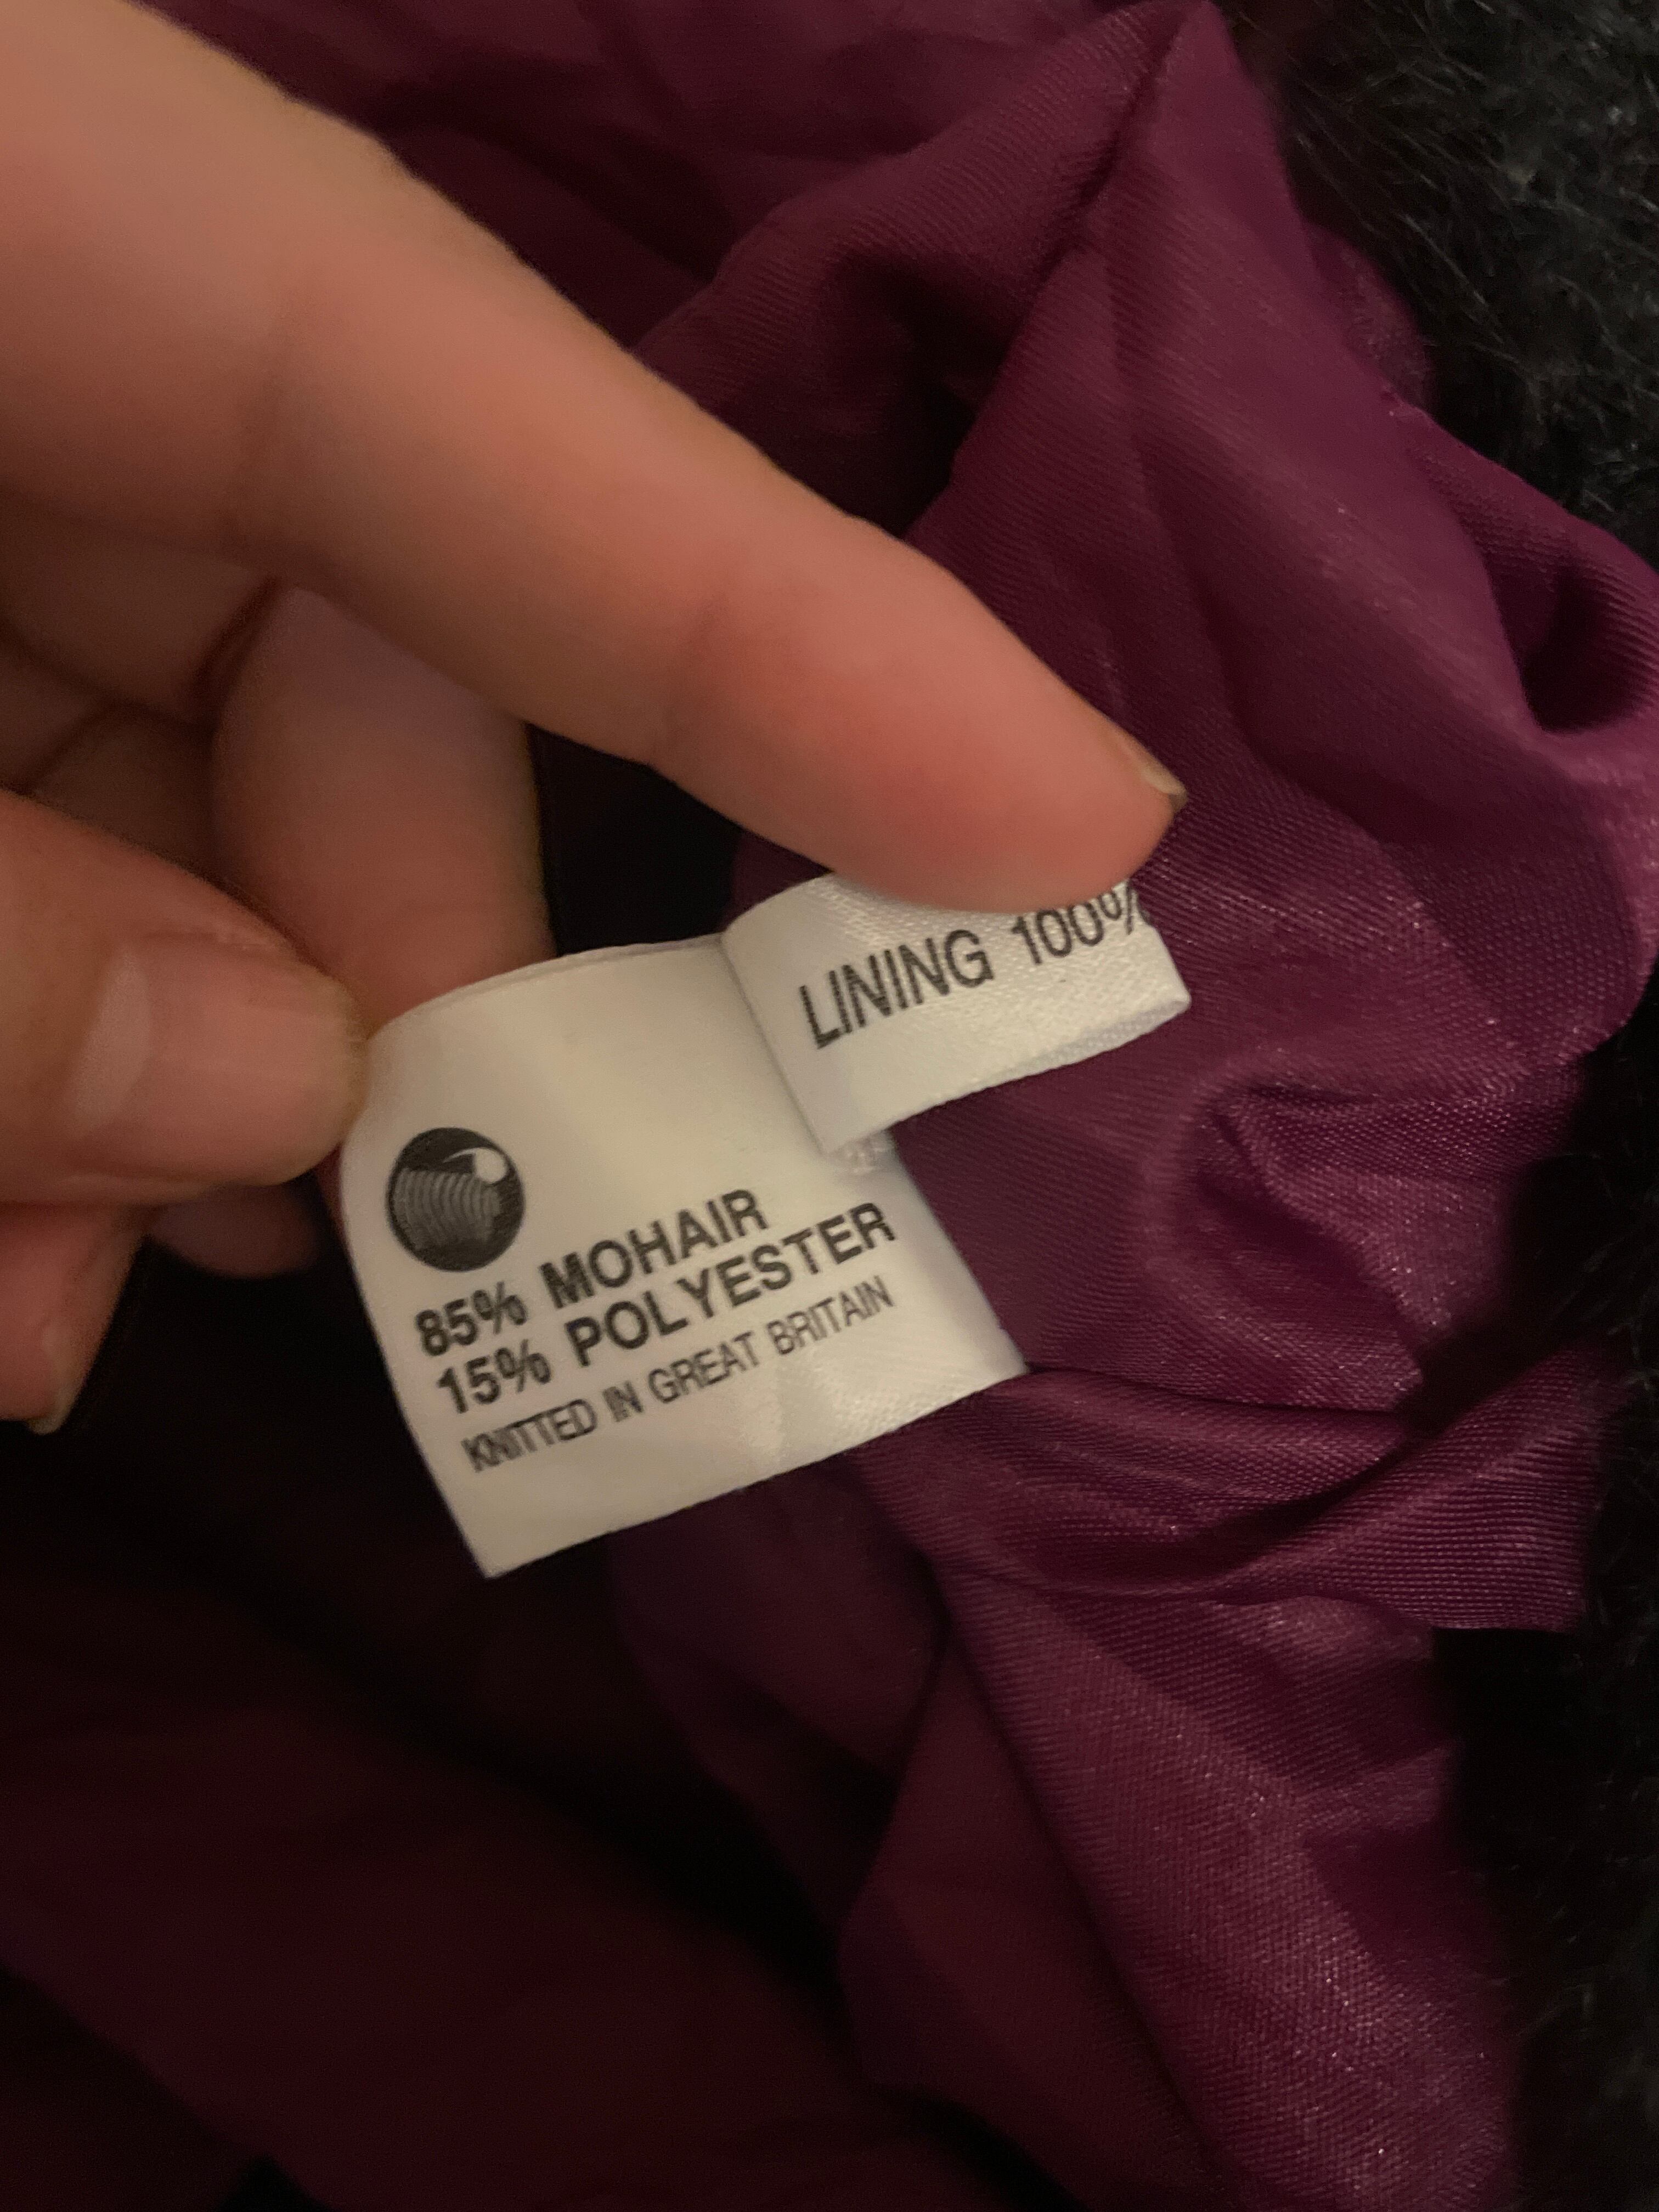 LINING 100%
85% MOHAIR
15% POLYESTER
KNITTED IN GREAT BRITAIN